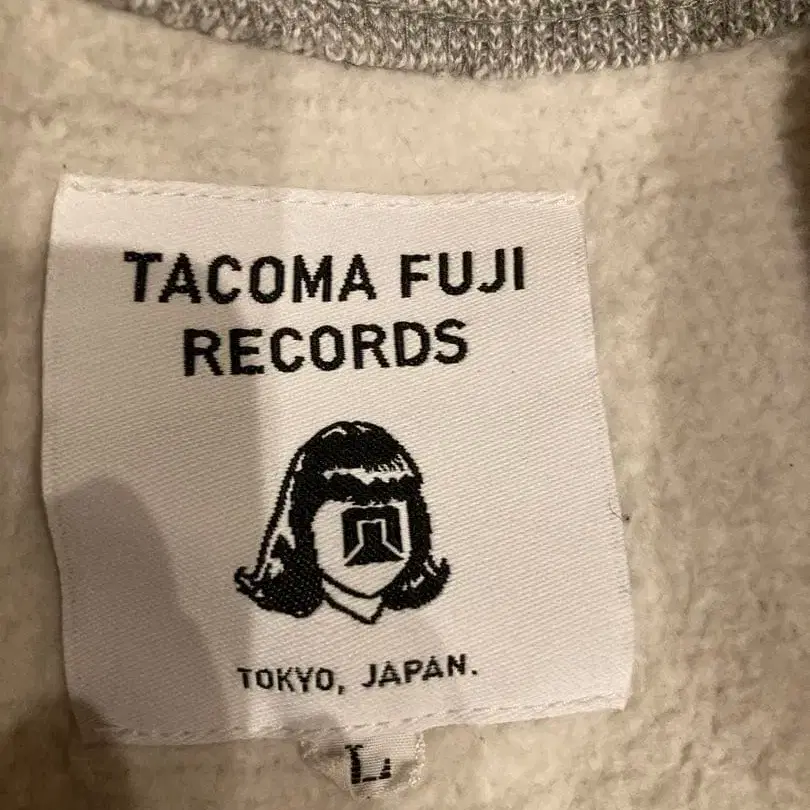 TACOMA FUJI
RECORDS
TOKYO, JAPAN.
L